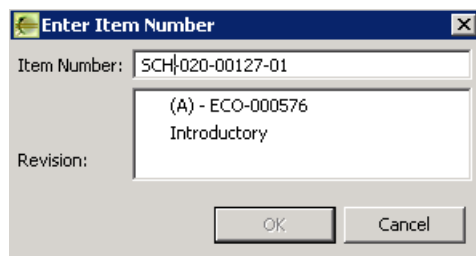 Enter Item Number
Item Number: SCH-020-00127-01
(A) - ECO-000576
Introductory
Revision:
OK Cancel